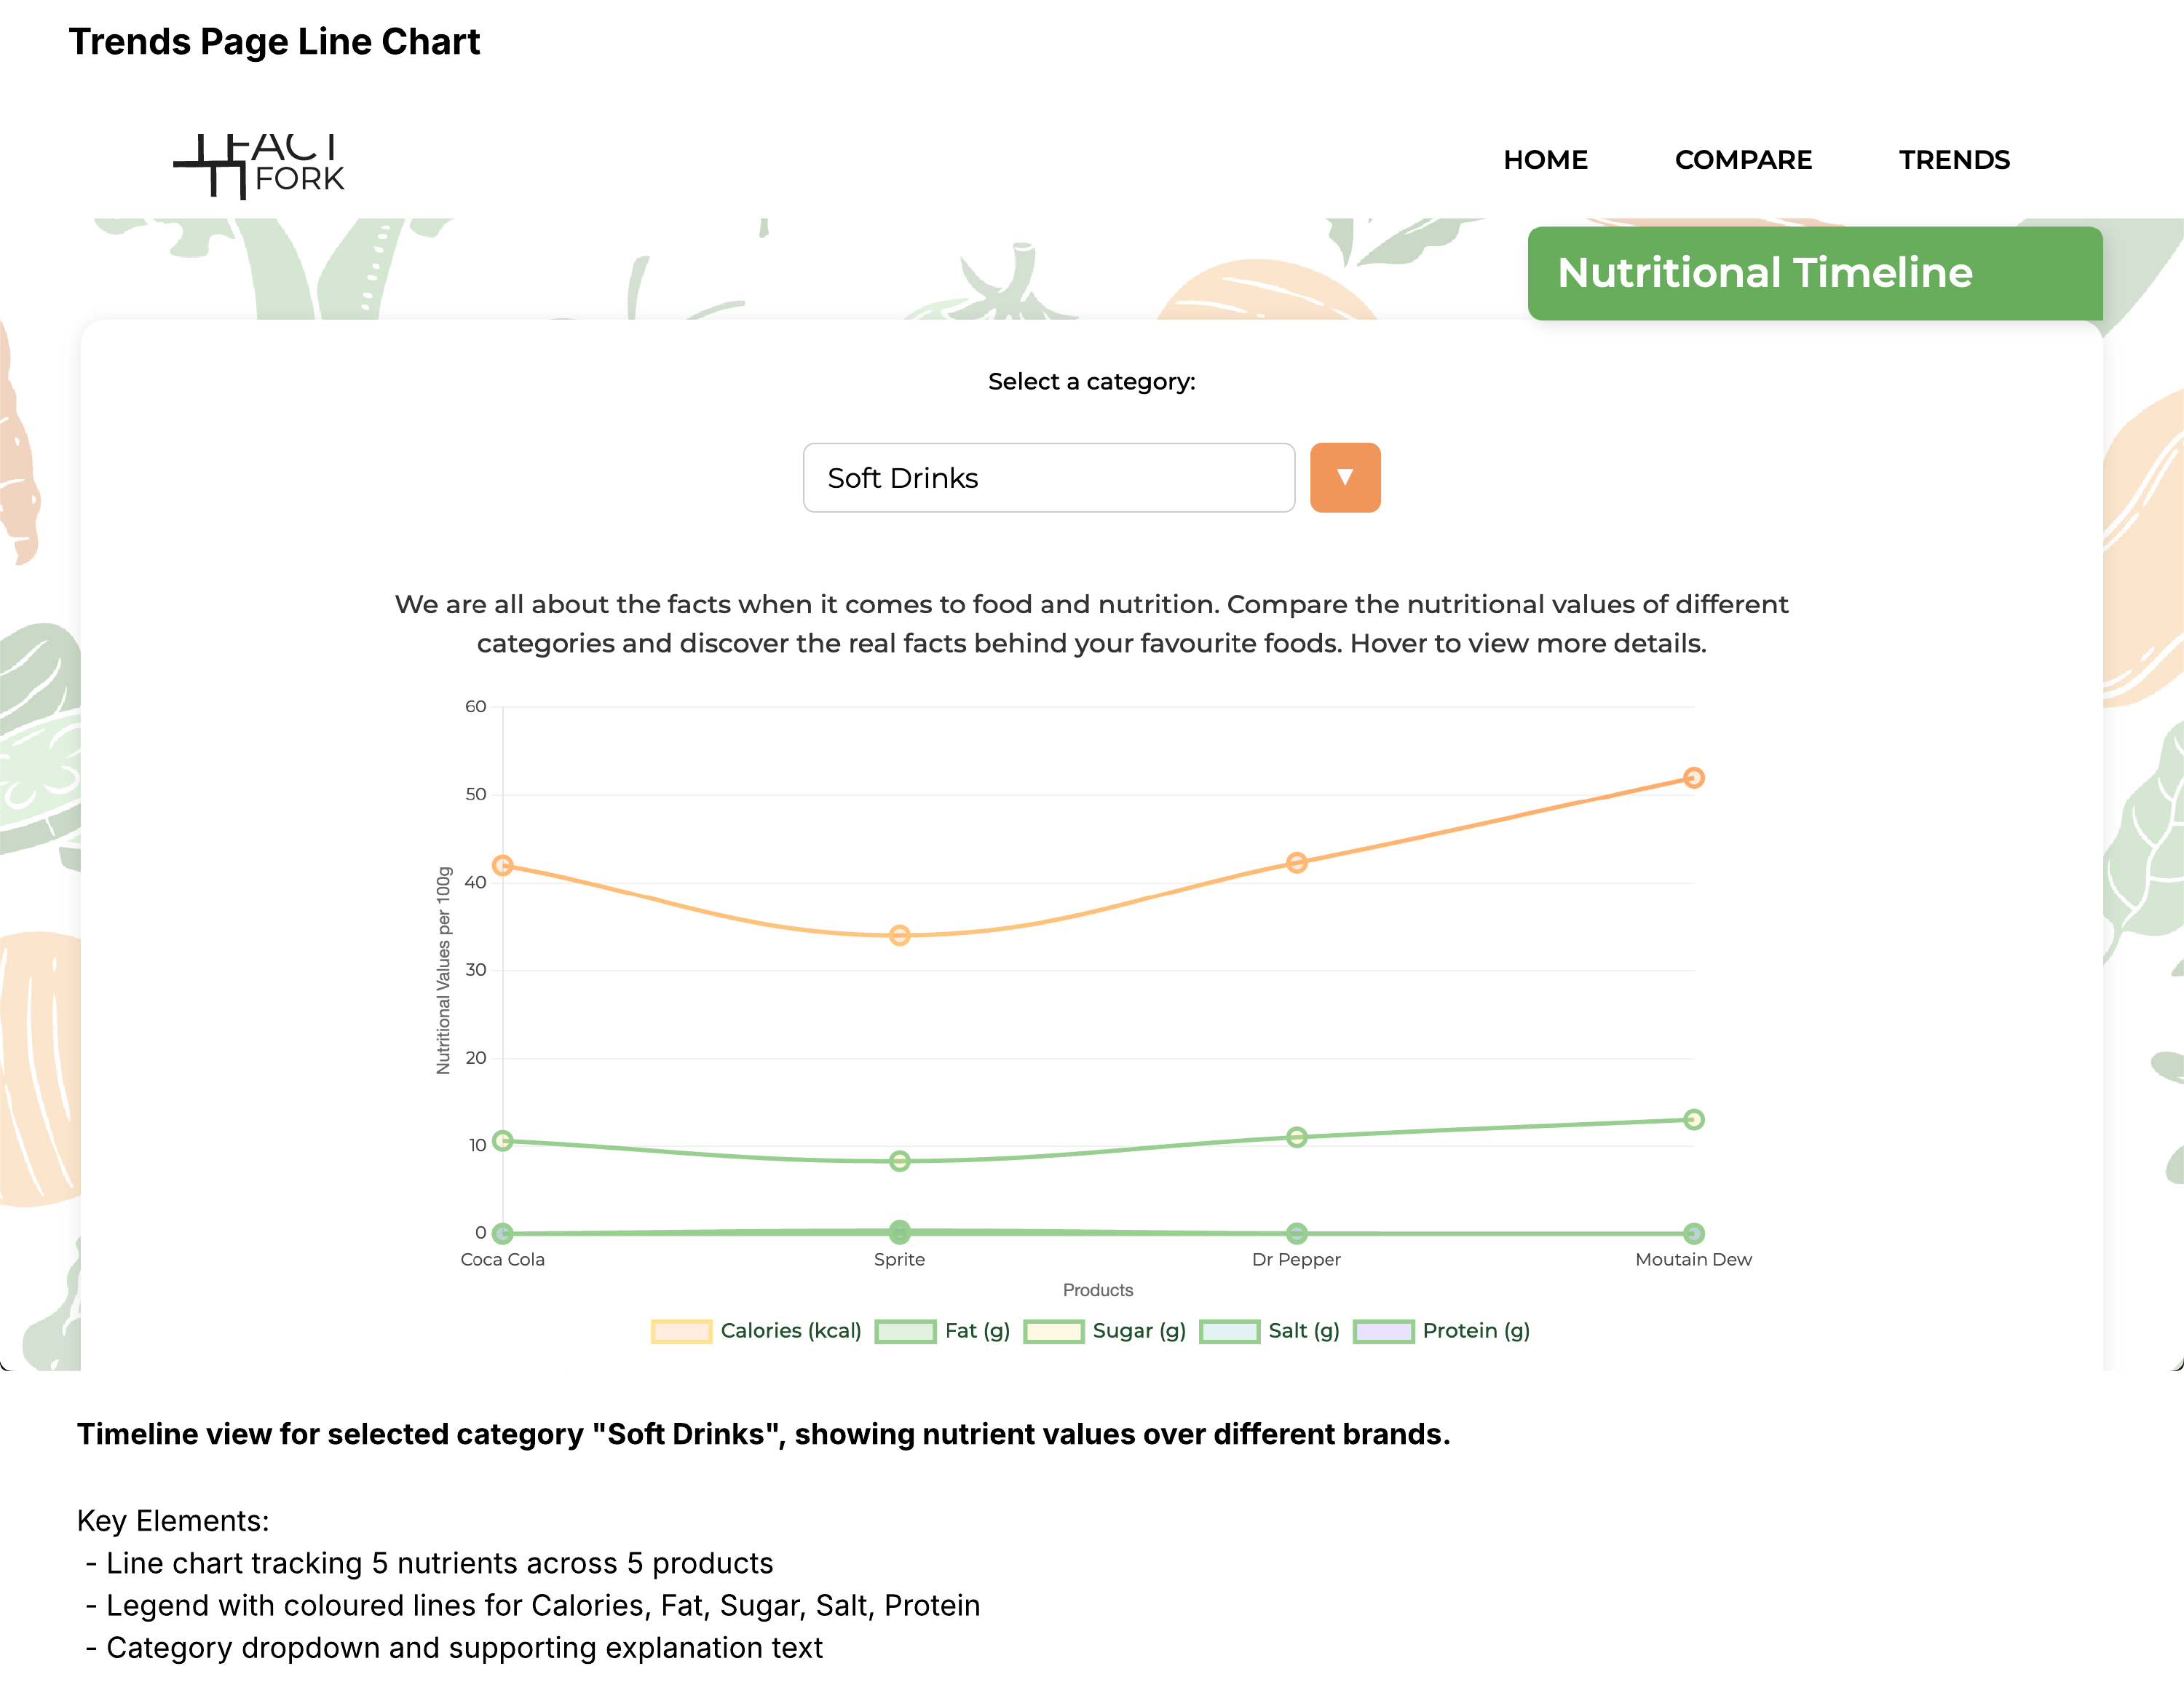 Trends Page Line Chart
FACT
FORK
HOME COMPARE TRENDS
Nutritional Timeline
Select a category:
Soft Drinks
We are all about the facts when it comes to food and nutrition. Compare the nutritional values of different
categories and discover the real facts behind your favourite foods. Hover to view more details.
60
50
40
30
20
10
0
Nutritional Values per 100g
Coca Cola Sprite Dr Pepper Moutain Dew
Products
Calories (kcal) Fat (g) Sugar (g) Salt (g) Protein (g)
Timeline view for selected category "Soft Drinks", showing nutrient values over different brands.
Key Elements:
- Line chart tracking 5 nutrients across 5 products
- Legend with coloured lines for Calories, Fat, Sugar, Salt, Protein
- Category dropdown and supporting explanation text